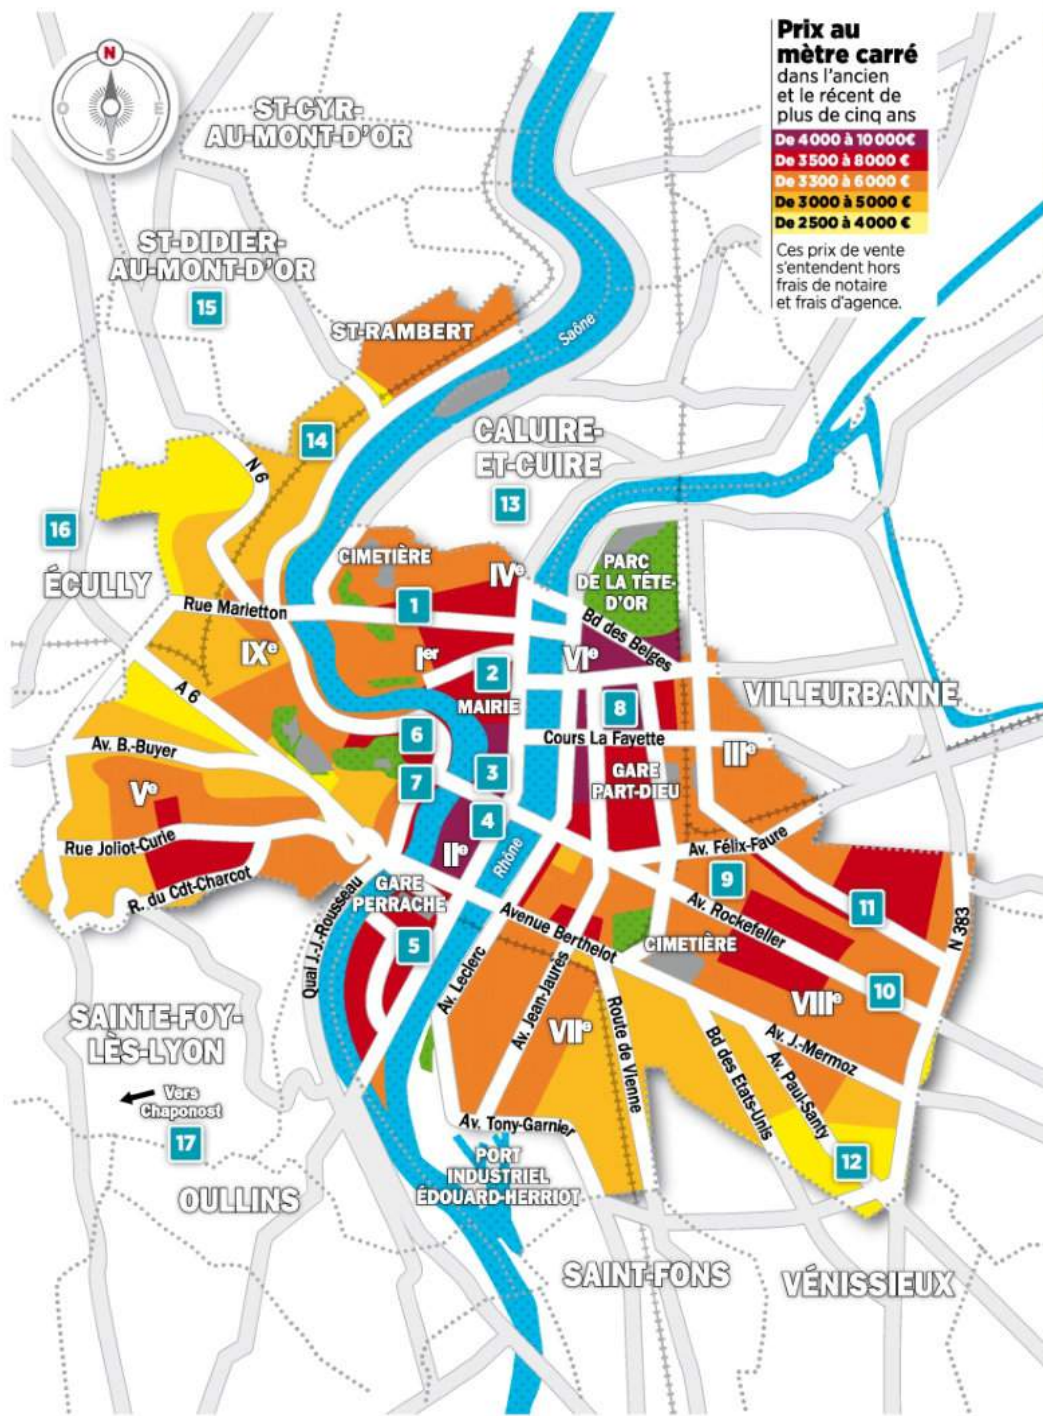 Prix au
mètre carré
dans l'ancien
et le récent de
plus de cinq ans
De 4000 à 10000€
De 3500 à 8000 €
De 3300 à 6000 €
De 3000 à 5000 €
De 2500 à 4000 €
Ces prix de vente
s'entendent hors
frais de notaire
et frais d'agence.
N
O
E
S
ST-CYR-
AU-MONT-D'OR
ST-DIDIER-
AU-MONT-D'OR
15
ST-RAMBERT
Saône
14
N 6
CALUIRE-
ET-CUIRE
13
16
ÉCULLY
CIMETIÈRE
IVe
PARC
DE LA TÊTE-
D'OR
Rue Marietton
1
Bd des Belges
IXe
Ier
2
VIe
A 6
MAIRIE
8
VILLEURBANNE
6
Cours La Fayette
IIIe
Av. B.-Buyer
7
3
GARE
PART-DIEU
Ve
4
Rue Joliot-Curie
IIe
Rhône
Av. Félix-Faure
R. du Cdt-Charcot
GARE
PERRACHE
9
Av. Rockefeller
11
Quai J.-J.-Rousseau
5
Avenue Berthelot
CIMETIÈRE
N 383
Av. Leclerc
Av. Jean-Jaurès
10
SAINTE-FOY-
LÈS-LYON
VIIe
VIIIe
Route de Vienne
Bd des Etats-Unis
Av. J.-Mermoz
Av. Paul-Santy
Vers
Chaponost
17
Av. Tony-Garnier
12
PORT
INDUSTRIEL
ÉDOUARD-HERRIOT
OULLINS
SAINT-FONS
VÉNISSIEUX